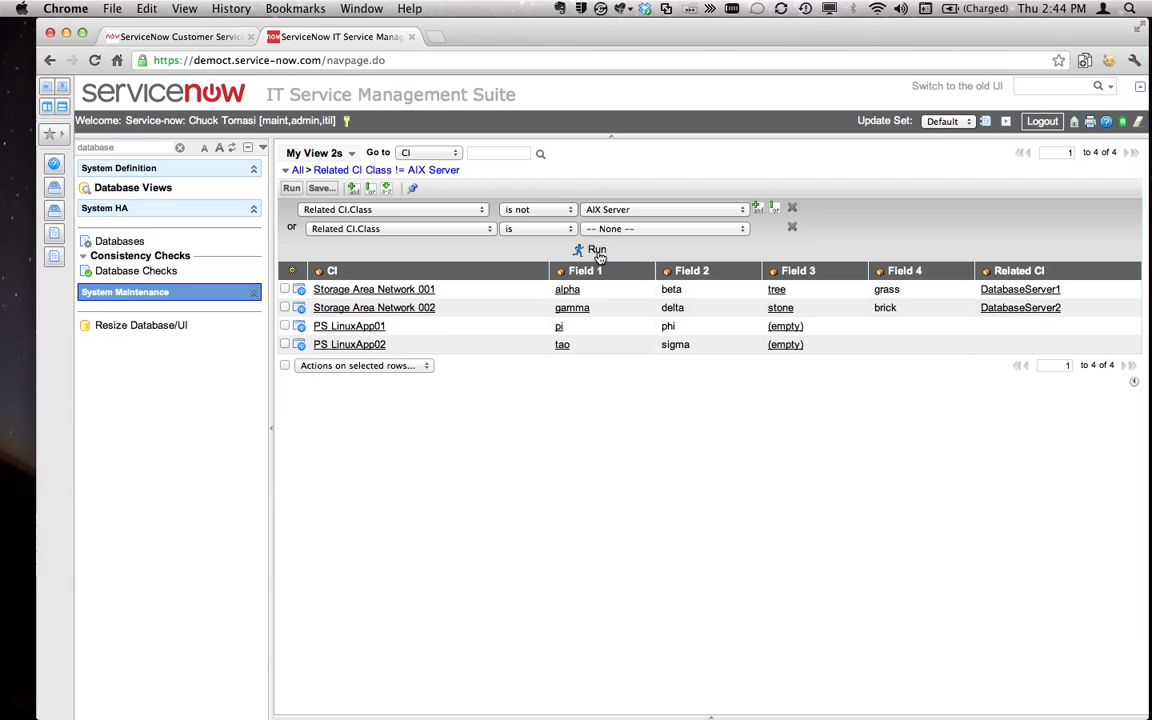 Chrome File Edit View History Bookmarks Window Help (Charged) Thu 2:44 PM
ServiceNow Customer Servic ServiceNow IT Service Mana
https://democt.service-now.com/navpage.do
servicenow IT Service Management Suite Switch to the old UI
Welcome: Service-now: Chuck Tomasi [maint,admin,itil] Update Set: Default Logout
database A A
My View 2s Go to CI 1 to 4 of 4
System Definition
All > Related CI Class != AIX Server
Database Views
Run Save...
System HA
Related CI.Class is not AIX Server
or Related CI.Class is -- None --
Databases
Run
Consistency Checks
Database Checks
CI Field 1 Field 2 Field 3 Field 4 Related CI
System Maintenance
Storage Area Network 001 alpha beta tree grass DatabaseServer1
Storage Area Network 002 gamma delta stone brick DatabaseServer2
Resize Database/UI
PS LinuxApp01 pi phi (empty)
PS LinuxApp02 tao sigma (empty)
Actions on selected rows... 1 to 4 of 4